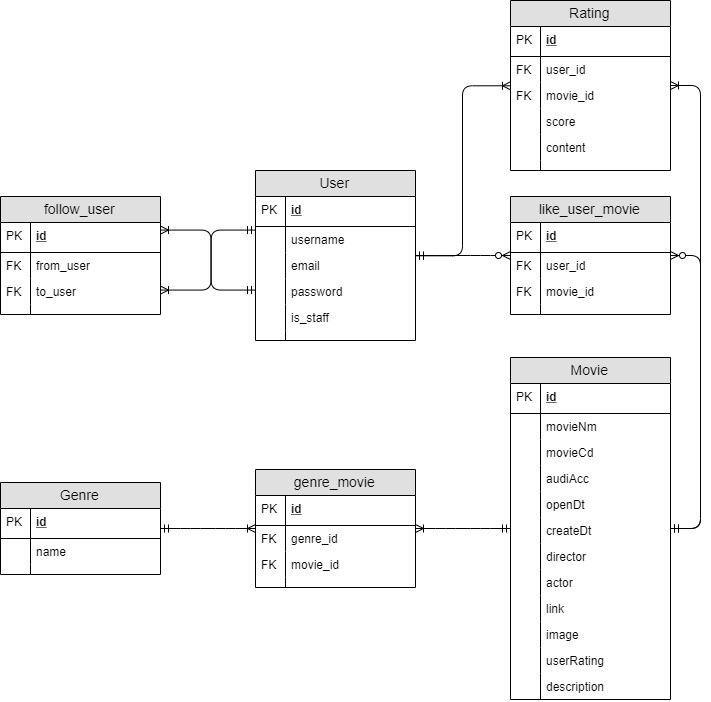 Rating
PK id
FK user_id
FK movie_id
score
content
User
PK id
username
email
password
is_staff
follow_user
PK id
FK from_user
FK to_user
like_user_movie
PK id
FK user_id
FK movie_id
Movie
PK id
movieNm
movieCd
audiAcc
openDt
createDt
director
actor
link
image
userRating
description
genre_movie
PK id
FK genre_id
FK movie_id
Genre
PK id
name